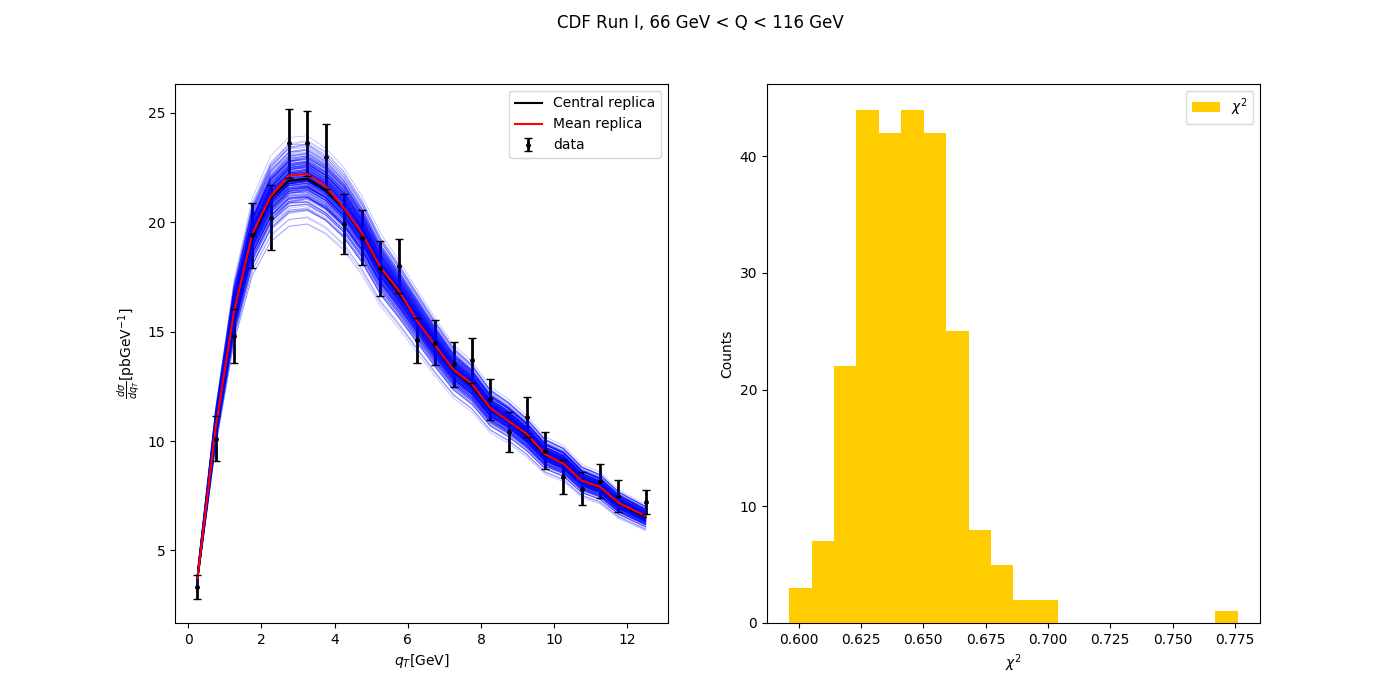 CDF Run I, 66 GeV < Q < 116 GeV
Central replica
Mean replica
data
25
20
15
10
5
dσ/dq_T [pbGeV⁻¹]
0 2 4 6 8 10 12
q_T[GeV]
χ²
40
30
20
10
0
Counts
0.600 0.625 0.650 0.675 0.700 0.725 0.750 0.775
χ²